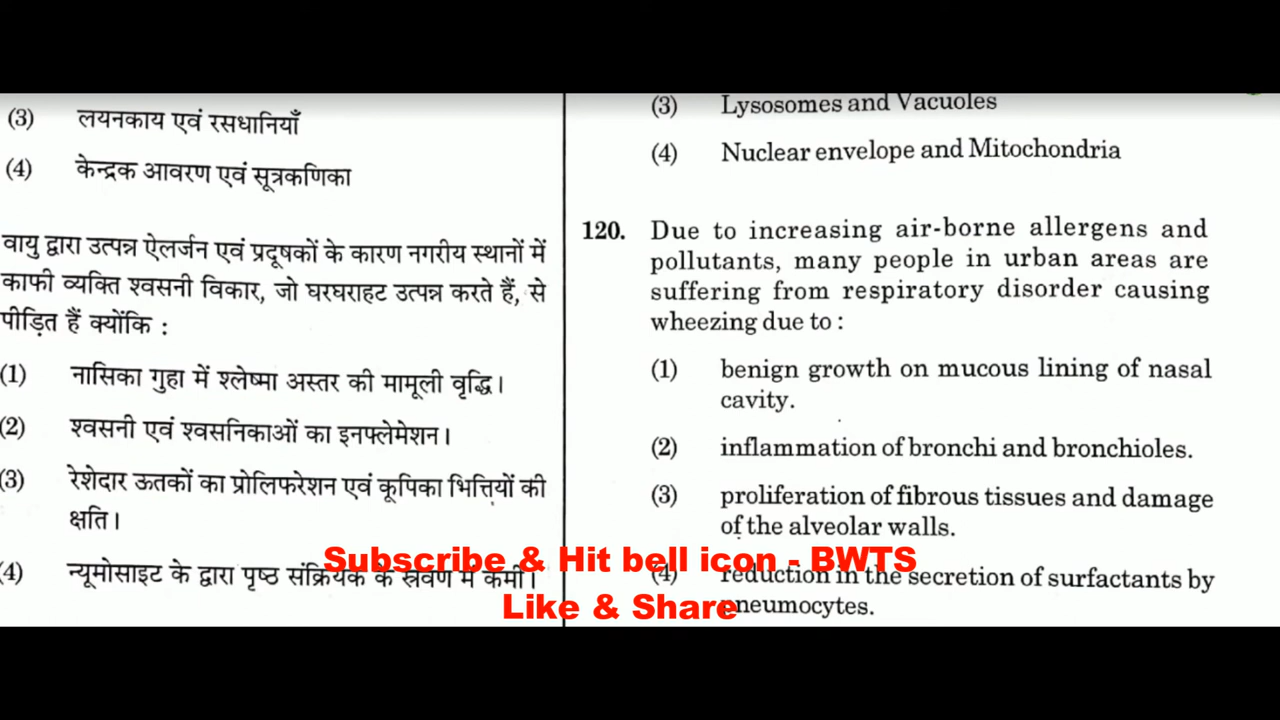 (3) लयनकाय एवं रसधानियाँ
(4) केन्द्रक आवरण एवं सूत्रकणिका
वायु द्वारा उत्पन्न ऐलर्जन एवं प्रदूषकों के कारण नगरीय स्थानों में
काफी व्यक्ति श्वसनी विकार, जो घरघराहट उत्पन्न करते हैं, से
पीड़ित हैं क्योंकि :
(1) नासिका गुहा में श्लेष्मा अस्तर की मामूली वृद्धि।
(2) श्वसनी एवं श्वसनिकाओं का इनफ्लेमेशन।
(3) रेशेदार ऊतकों का प्रोलिफरेशन एवं कूपिका भित्तियों की
क्षति।
(4) न्यूमोसाइट के द्वारा पृष्ठ संक्रियक के स्रवण में कमी।
(3) Lysosomes and Vacuoles
(4) Nuclear envelope and Mitochondria
120. Due to increasing air-borne allergens and
pollutants, many people in urban areas are
suffering from respiratory disorder causing
wheezing due to :
(1) benign growth on mucous lining of nasal
cavity.
(2) inflammation of bronchi and bronchioles.
(3) proliferation of fibrous tissues and damage
of the alveolar walls.
(4) reduction in the secretion of surfactants by
pneumocytes.
Subscribe & Hit bell icon - BWTS
Like & Share